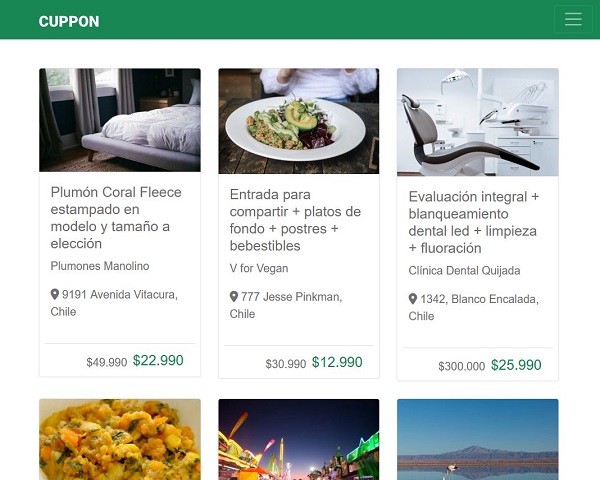 CUPPON
Plumón Coral Fleece
estampado en
modelo y tamaño a
elección
Plumones Manolino
9191 Avenida Vitacura,
Chile
$49.990 $22.990
Entrada para
compartir + platos de
fondo + postres +
bebestibles
V for Vegan
777 Jesse Pinkman,
Chile
$30.990 $12.990
Evaluación integral +
blanqueamiento
dental led + limpieza
+ fluoración
Clínica Dental Quijada
1342, Blanco Encalada,
Chile
$300.000 $25.990